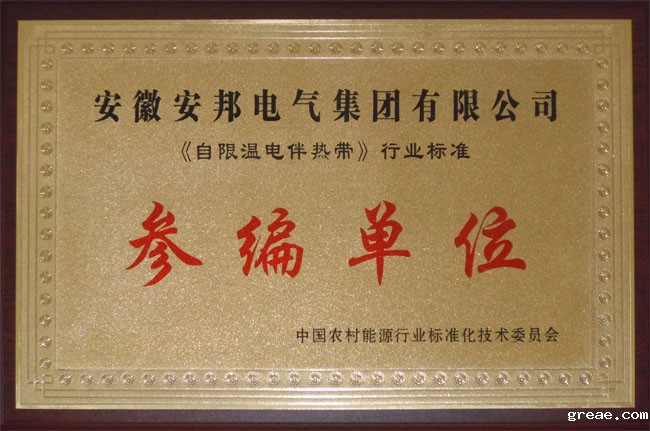 安徽安邦电气集团有限公司
《自限温电伴热带》行业标准
参编单位
中国农村能源行业标准化技术委员会
greae.com